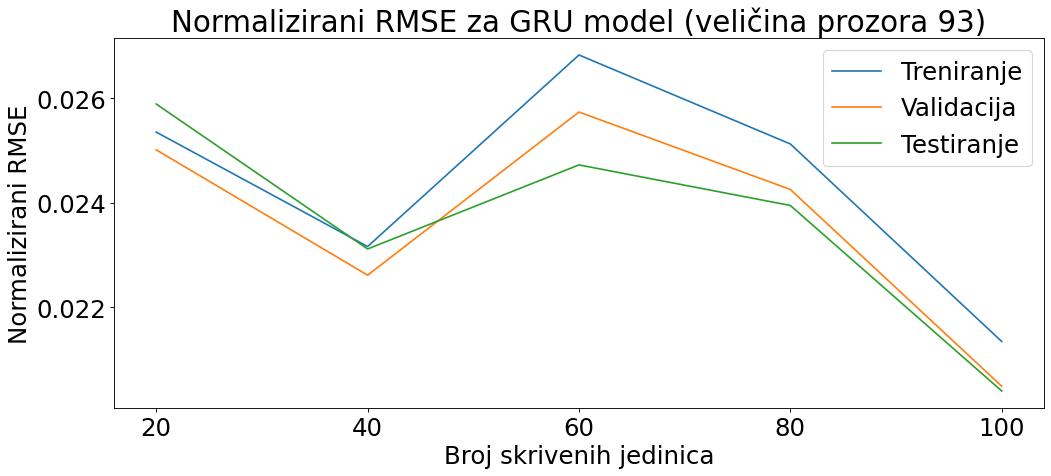 Normalizirani RMSE za GRU model (veličina prozora 93)
Treniranje
Validacija
Testiranje
Normalizirani RMSE
0.026
0.024
0.022
20 40 60 80 100
Broj skrivenih jedinica